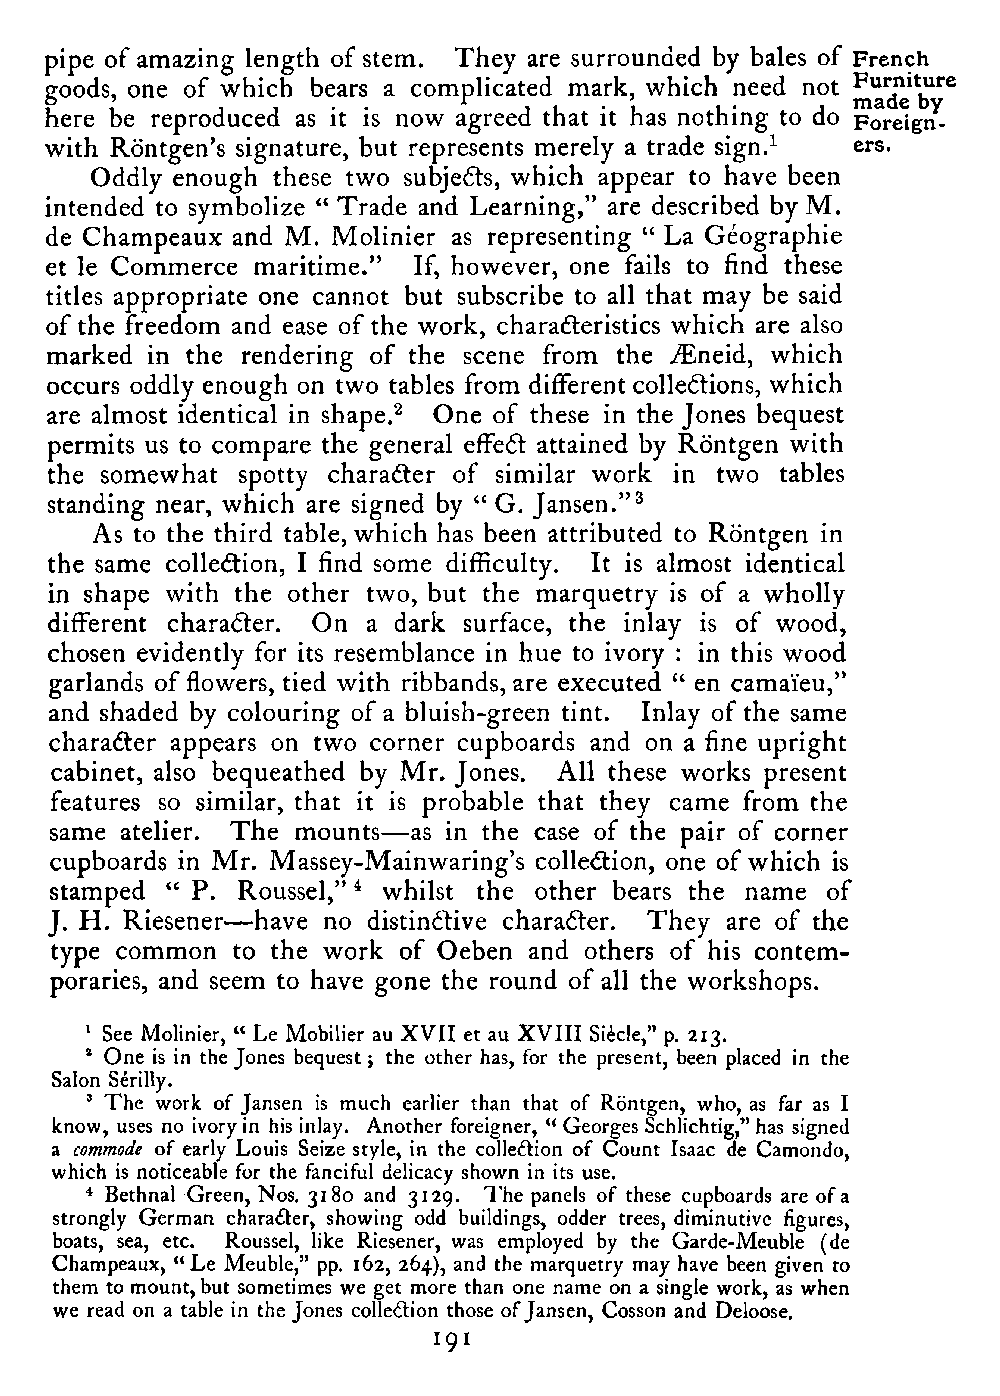 pipe of amazing length of stem. They are surrounded by bales of
goods, one of which bears a complicated mark, which need not
here be reproduced as it is now agreed that it has nothing to do
with Röntgen's signature, but represents merely a trade sign.¹
French
Furniture
made by
Foreign-
ers.
Oddly enough these two subjects, which appear to have been
intended to symbolize “ Trade and Learning,” are described by M.
de Champeaux and M. Molinier as representing “ La Géographie
et le Commerce maritime.” If, however, one fails to find these
titles appropriate one cannot but subscribe to all that may be said
of the freedom and ease of the work, characteristics which are also
marked in the rendering of the scene from the Æneid, which
occurs oddly enough on two tables from different collections, which
are almost identical in shape.² One of these in the Jones bequest
permits us to compare the general effect attained by Röntgen with
the somewhat spotty character of similar work in two tables
standing near, which are signed by “ G. Jansen.”³
As to the third table, which has been attributed to Röntgen in
the same collection, I find some difficulty. It is almost identical
in shape with the other two, but the marquetry is of a wholly
different character. On a dark surface, the inlay is of wood,
chosen evidently for its resemblance in hue to ivory : in this wood
garlands of flowers, tied with ribbands, are executed “ en camaïeu,”
and shaded by colouring of a bluish-green tint. Inlay of the same
character appears on two corner cupboards and on a fine upright
cabinet, also bequeathed by Mr. Jones. All these works present
features so similar, that it is probable that they came from the
same atelier. The mounts—as in the case of the pair of corner
cupboards in Mr. Massey-Mainwaring's collection, one of which is
stamped “ P. Roussel,” ⁴ whilst the other bears the name of
J. H. Riesener—have no distinctive character. They are of the
type common to the work of Oeben and others of his contem-
poraries, and seem to have gone the round of all the workshops.
¹ See Molinier, “ Le Mobilier au XVII et au XVIII Siècle,” p. 213.
² One is in the Jones bequest ; the other has, for the present, been placed in the
Salon Sérilly.
³ The work of Jansen is much earlier than that of Röntgen, who, as far as I
know, uses no ivory in his inlay. Another foreigner, “ Georges Schlichtig,” has signed
a commode of early Louis Seize style, in the collection of Count Isaac de Camondo,
which is noticeable for the fanciful delicacy shown in its use.
⁴ Bethnal Green, Nos. 3180 and 3129. The panels of these cupboards are of a
strongly German character, showing odd buildings, odder trees, diminutive figures,
boats, sea, etc. Roussel, like Riesener, was employed by the Garde-Meuble (de
Champeaux, “ Le Meuble,” pp. 162, 264), and the marquetry may have been given to
them to mount, but sometimes we get more than one name on a single work, as when
we read on a table in the Jones collection those of Jansen, Cosson and Deloose.
191